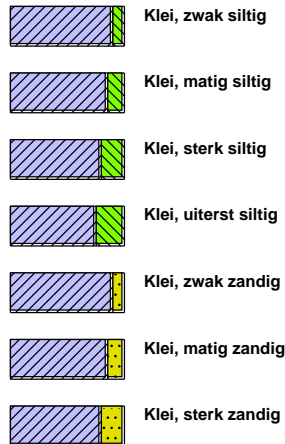 Klei, zwak siltig
Klei, matig siltig
Klei, sterk siltig
Klei, uiterst siltig
Klei, zwak zandig
Klei, matig zandig
Klei, sterk zandig